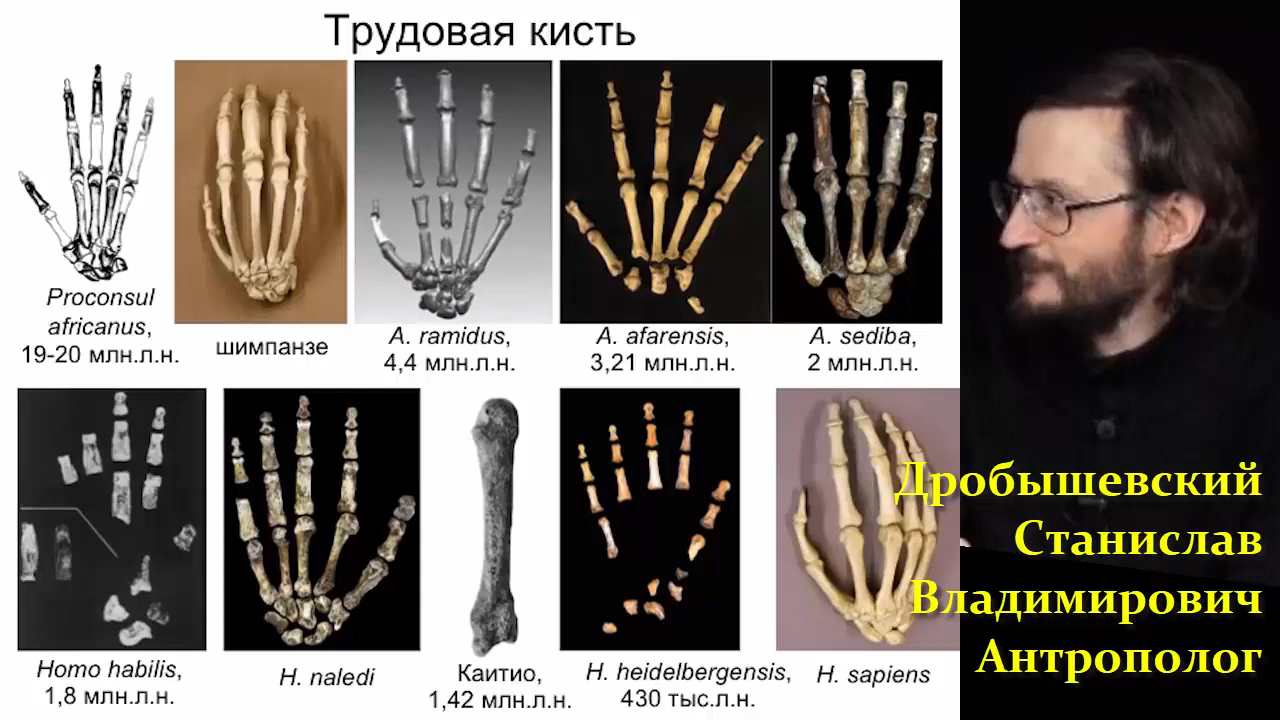 Трудовая кисть
Proconsul
africanus,
19-20 млн.л.н.
шимпанзе
A. ramidus,
4,4 млн.л.н.
A. afarensis,
3,21 млн.л.н.
A. sediba,
2 млн.л.н.
Homo habilis,
1,8 млн.л.н.
H. naledi
Каитио,
1,42 млн.л.н.
H. heidelbergensis,
430 тыс.л.н.
H. sapiens
Дробышевский
Станислав
Владимирович
Антрополог